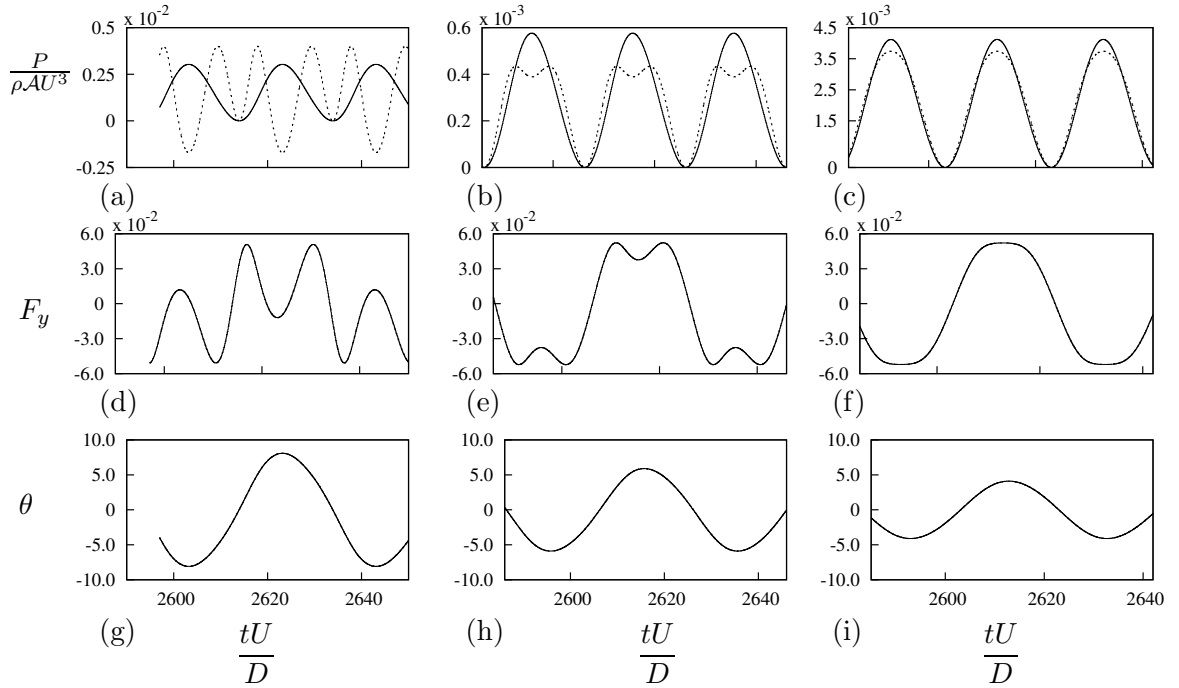 x 10-2 x 10-3 x 10-3
P/ρAU³
0.5 0.25 0 -0.25
0.6 0.4 0.2 0
4.5 3.5 2.5 1.5 0
(a) (b) (c)
x 10-2 x 10-2 x 10-2
F_y
6.0 3.0 0 -3.0 -6.0
6.0 3.0 0 -3.0 -6.0
6.0 3.0 0 -3.0 -6.0
(d) (e) (f)
θ
10.0 5.0 0 -5.0 -10.0
10.0 5.0 0 -5.0 -10.0
10.0 5.0 0 -5.0 -10.0
2600 2620 2640 2600 2620 2640 2600 2620 2640
(g) (h) (i)
tU/D tU/D tU/D